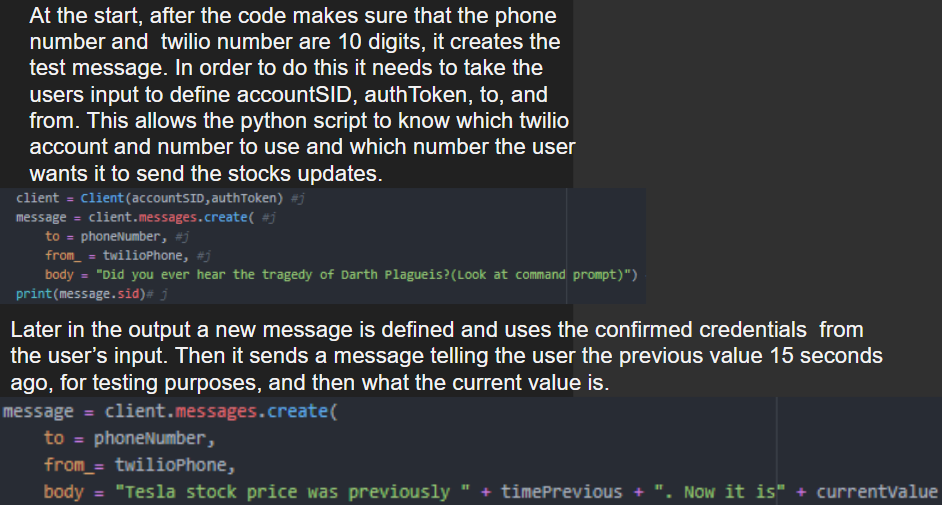 At the start, after the code makes sure that the phone
number and  twilio number are 10 digits, it creates the
test message. In order to do this it needs to take the
users input to define accountSID, authToken, to, and
from. This allows the python script to know which twilio
account and number to use and which number the user
wants it to send the stocks updates.
client = Client(accountSID,authToken) #j
message = client.messages.create( #j
    to = phoneNumber, #j
    from_ = twilioPhone, #j
    body = "Did you ever hear the tragedy of Darth Plagueis?(Look at command prompt)")
print(message.sid)# j
Later in the output a new message is defined and uses the confirmed credentials  from
the user’s input. Then it sends a message telling the user the previous value 15 seconds
ago, for testing purposes, and then what the current value is.
message = client.messages.create(
    to = phoneNumber,
    from_= twilioPhone,
    body = "Tesla stock price was previously " + timePrevious + ". Now it is" + currentValue